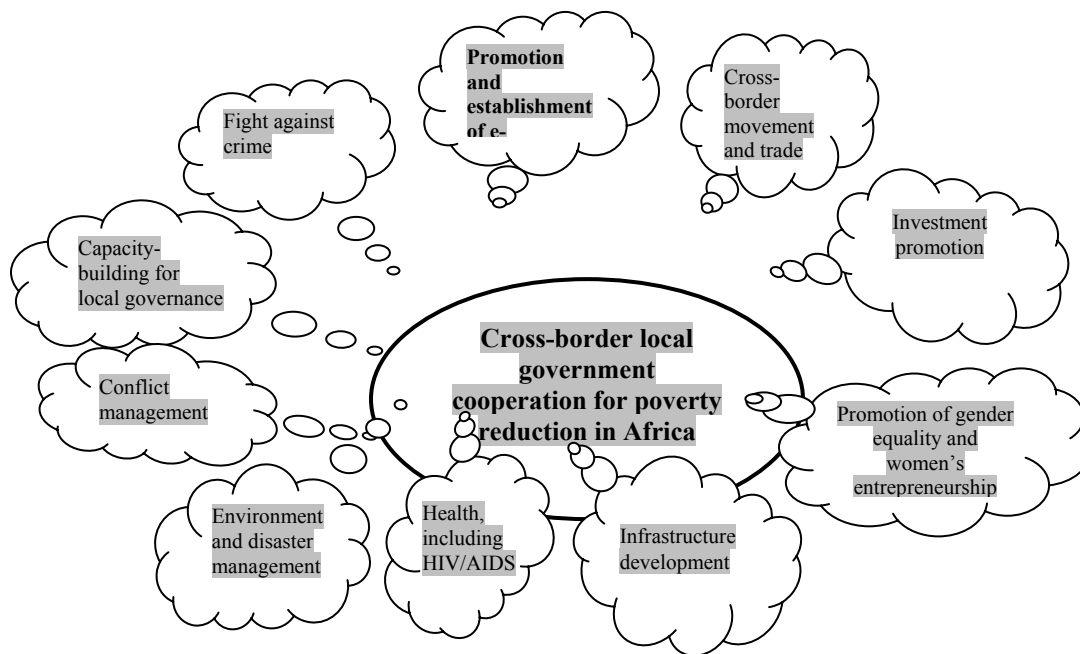 Promotion
and
establishment
of e-
Cross-
border
movement
and trade
Fight against
crime
Investment
promotion
Capacity-
building for
local governance
Cross-border local
government
cooperation for poverty
reduction in Africa
Conflict
management
Promotion of gender
equality and
women’s
entrepreneurship
Environment
and disaster
management
Health,
including
HIV/AIDS
Infrastructure
development